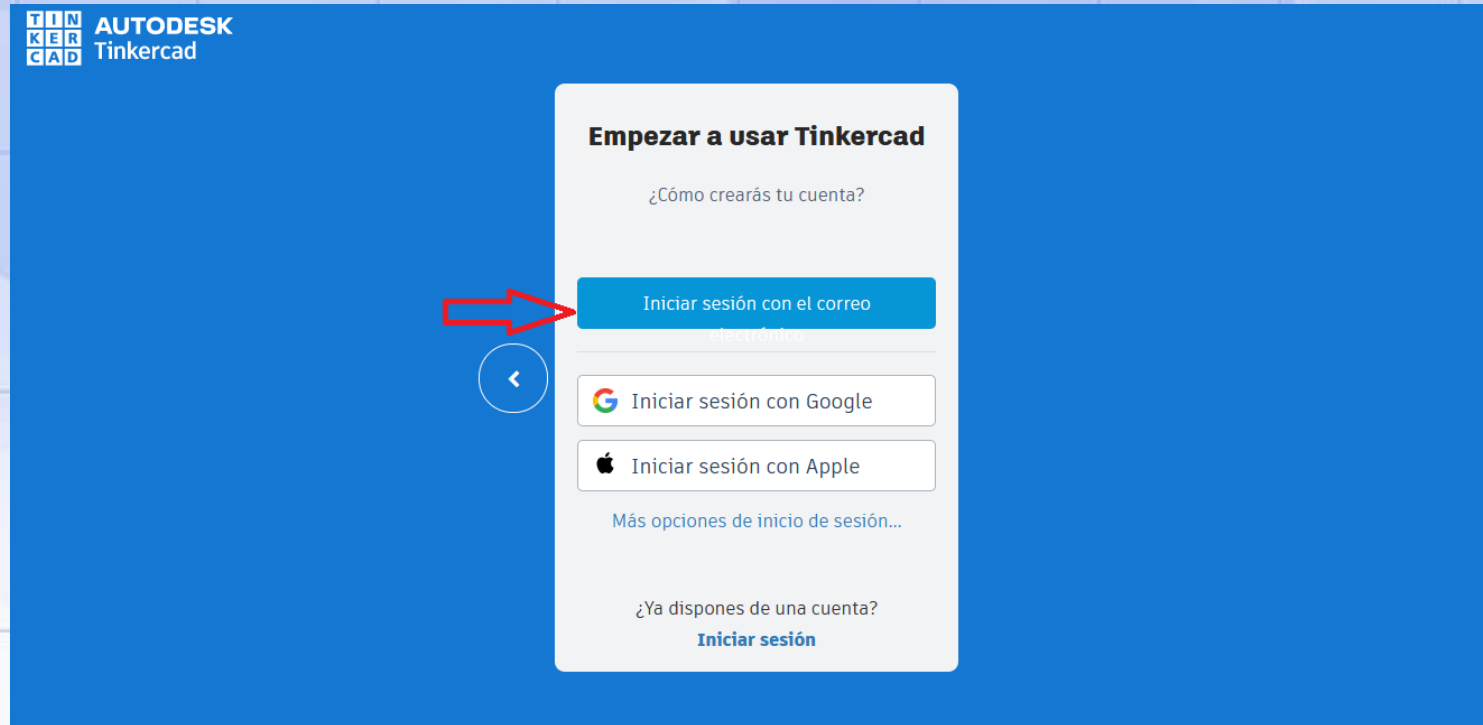 TIN
KER
CAD
AUTODESK
Tinkercad
Empezar a usar Tinkercad
¿Cómo crearás tu cuenta?
Iniciar sesión con el correo
electrónico
Iniciar sesión con Google
Iniciar sesión con Apple
Más opciones de inicio de sesión...
¿Ya dispones de una cuenta?
Iniciar sesión